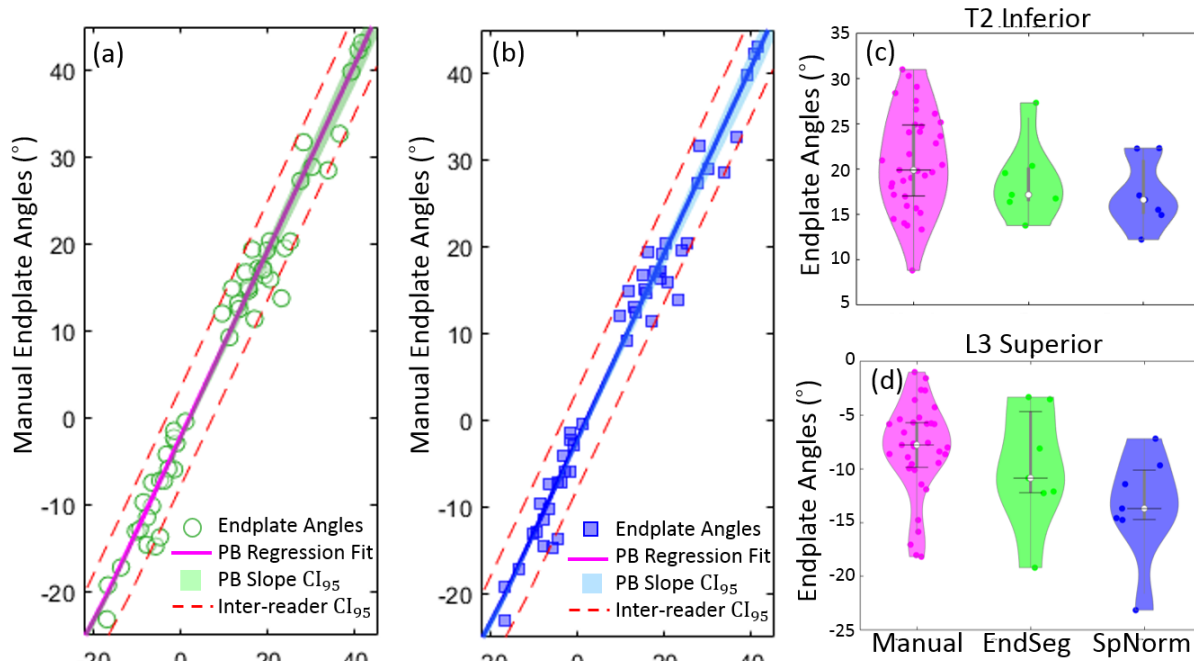 (a)
Manual Endplate Angles (°)
40
30
20
10
0
-10
-20
Endplate Angles
PB Regression Fit
PB Slope CI95
Inter-reader CI95
0
20
40
(b)
Manual Endplate Angles (°)
40
30
20
10
0
-10
-20
Endplate Angles
PB Regression Fit
PB Slope CI95
Inter-reader CI95
0
20
40
T2 Inferior
(c)
Endplate Angles (°)
35
30
25
20
15
10
5
L3 Superior
(d)
Endplate Angles (°)
0
-5
-10
-15
-20
-25
Manual EndSeg SpNorm